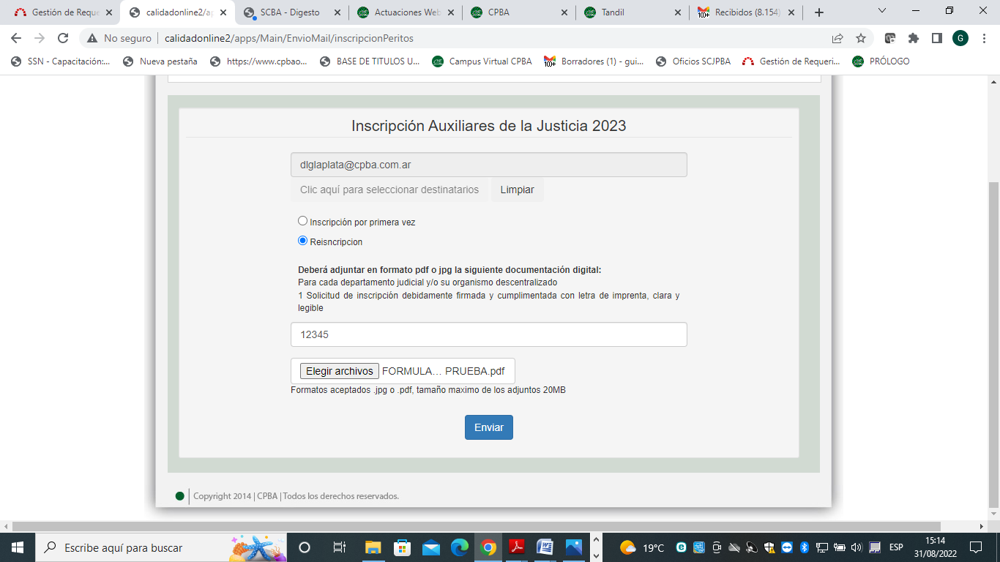 Gestión de Reque
calidadonline2/a
SCBA - Digesto
Actuaciones Web
CPBA
Tandil
Recibidos (8.154)
No seguro
calidadonline2/apps/Main/EnvioMail/inscripcionPeritos
G
SSN - Capacitación:...
Nueva pestaña
https://www.cpbao...
BASE DE TITULOS U...
Campus Virtual CPBA
100+
Borradores (1) - gui...
Oficios SCJPBA
Gestión de Requeri...
PRÓLOGO
Inscripción Auxiliares de la Justicia 2023
dlglaplata@cpba.com.ar
Clic aquí para seleccionar destinatarios Limpiar
Inscripción por primera vez
Reisncripcion
Deberá adjuntar en formato pdf o jpg la siguiente documentación digital:
Para cada departamento judicial y/o su organismo descentralizado
1 Solicitud de inscripción debidamente firmada y cumplimentada con letra de imprenta, clara y
legible
12345
Elegir archivos FORMULA... PRUEBA.pdf
Formatos aceptados .jpg o .pdf, tamaño maximo de los adjuntos 20MB
Enviar
Copyright 2014 | CPBA | Todos los derechos reservados.
Escribe aquí para buscar
19°C
ESP
15:14
31/08/2022